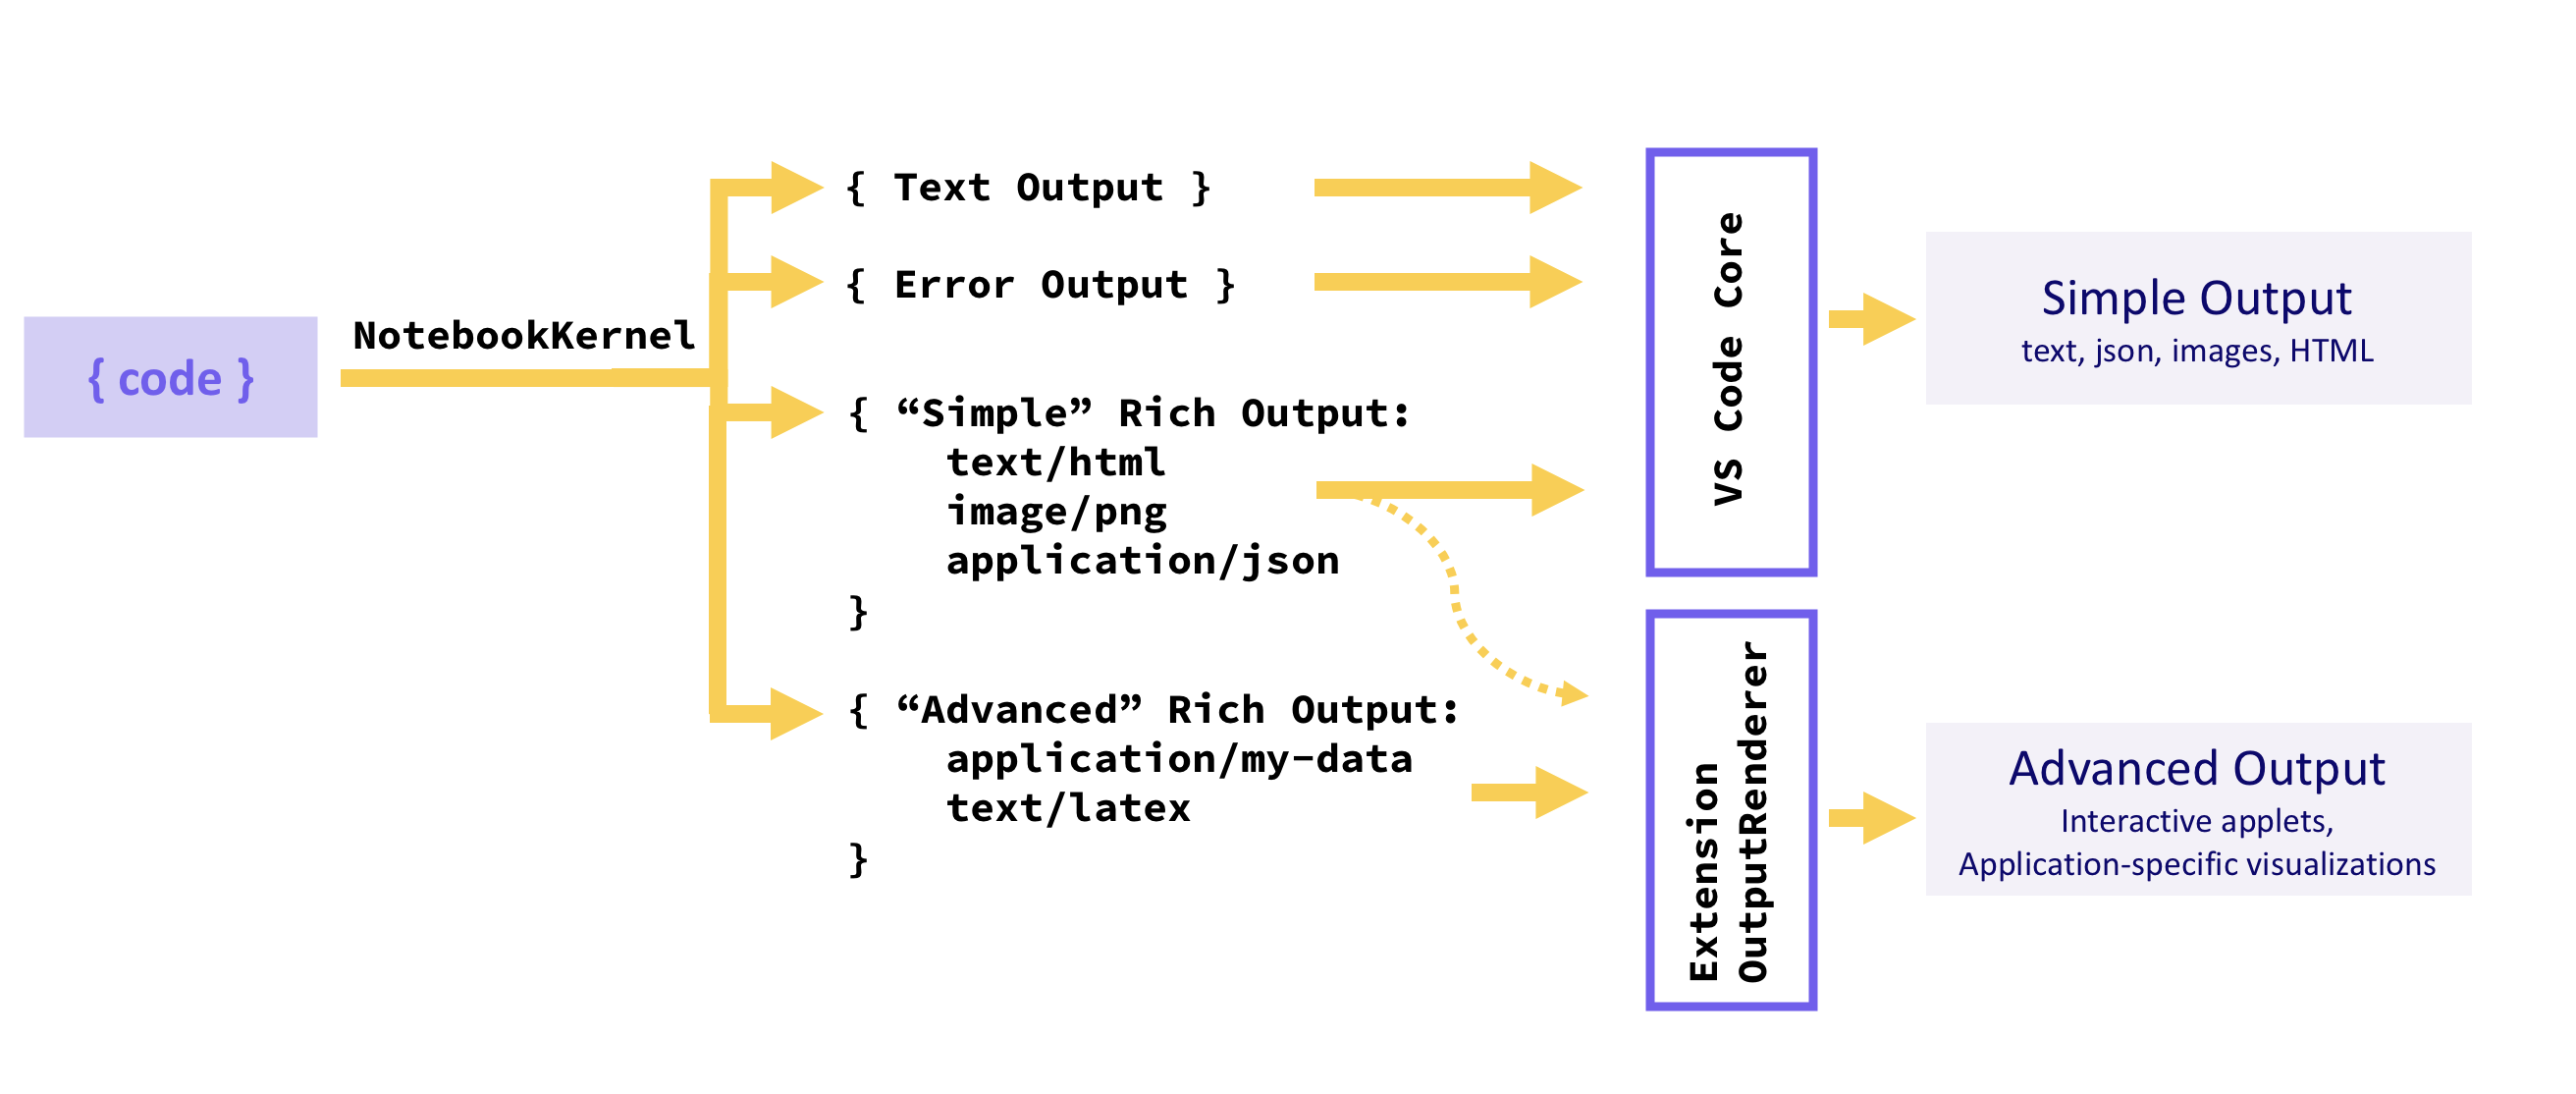 { code }
NotebookKernel
{ Text Output }
{ Error Output }
{ “Simple” Rich Output:
text/html
image/png
application/json
}
{ “Advanced” Rich Output:
application/my-data
text/latex
}
VS Code Core
Extension
OutputRenderer
Simple Output
text, json, images, HTML
Advanced Output
Interactive applets,
Application-specific visualizations